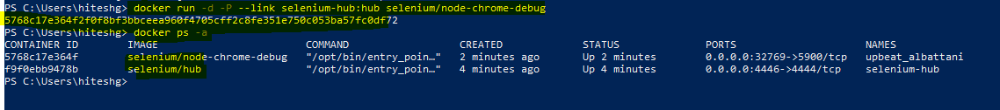 PS C:\Users\hiteshg> docker run -d -P --link selenium-hub:hub selenium/node-chrome-debug
5768c17e364f2f0f8bf3bbceea960f4705cff2c8fe351e750c053ba57fc0df72
PS C:\Users\hiteshg> docker ps -a
CONTAINER ID IMAGE COMMAND CREATED STATUS PORTS NAMES
5768c17e364f selenium/node-chrome-debug "/opt/bin/entry_poin…" 2 minutes ago Up 2 minutes 0.0.0.0:32769->5900/tcp upbeat_albattani
f9f0ebb9478b selenium/hub "/opt/bin/entry_poin…" 4 minutes ago Up 4 minutes 0.0.0.0:4446->4444/tcp selenium-hub
PS C:\Users\hiteshg>